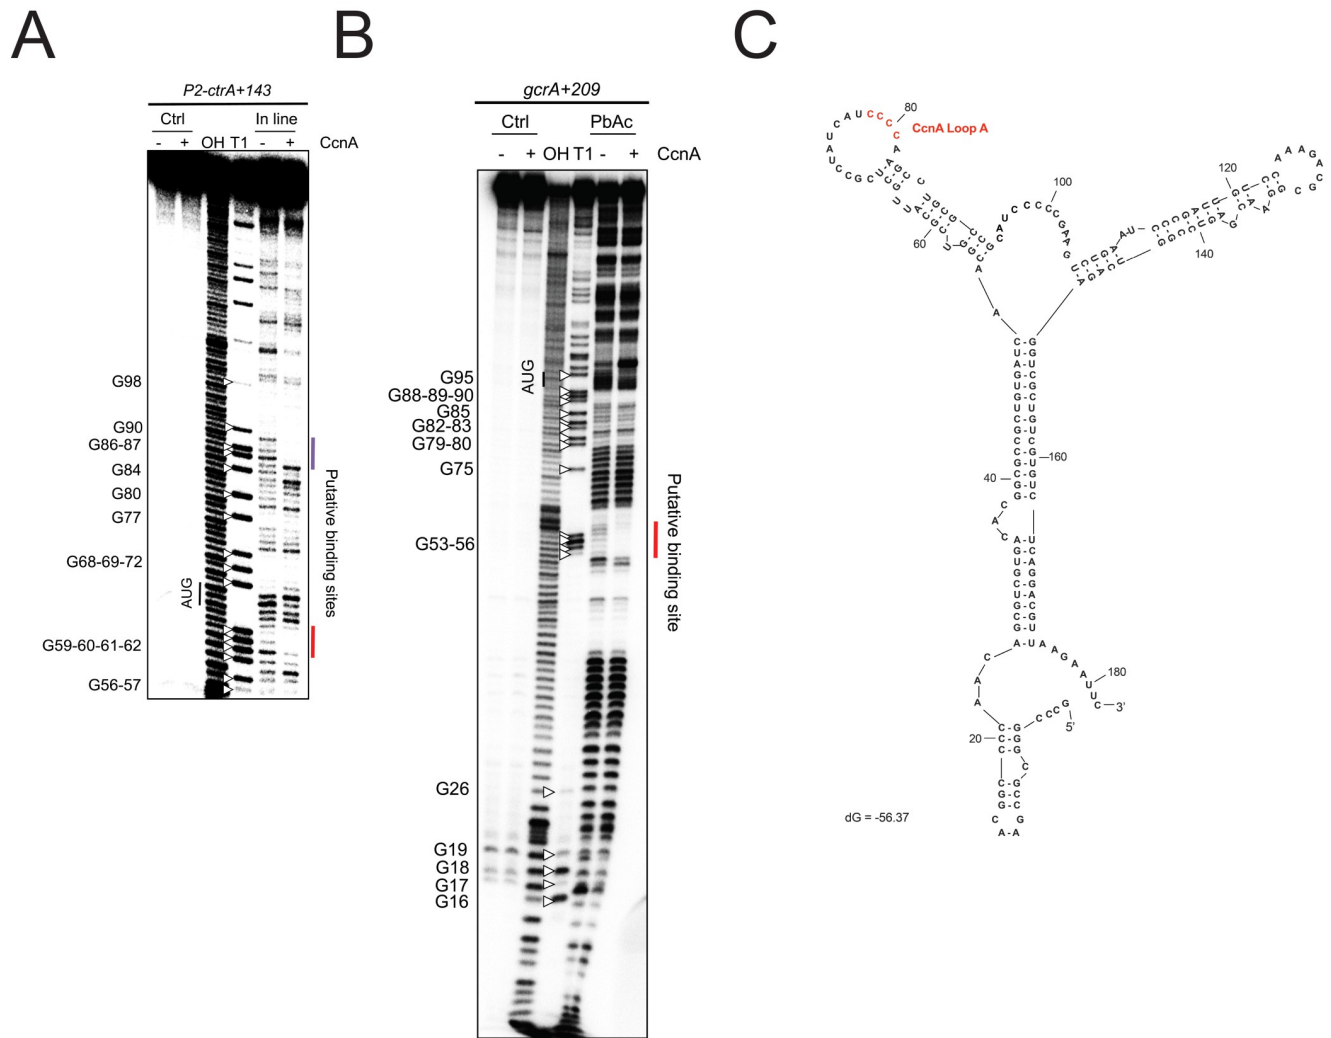 A
P2-ctrA+143
Ctrl In line
- + OH T1 - + CcnA
G98
G90
G86-87
G84
G80
G77
G68-69-72
AUG
G59-60-61-62
G56-57
Putative binding sites
B
gcrA+209
Ctrl PbAc
- + OH T1 - + CcnA
AUG
G95
G88-89-90
G85
G82-83
G79-80
G75
G53-56
G26
G19
G18
G17
G16
Putative binding site
C
80
CcnA Loop A
100
120
60
140
160
40
180
3'
5'
20
dG = -56.37